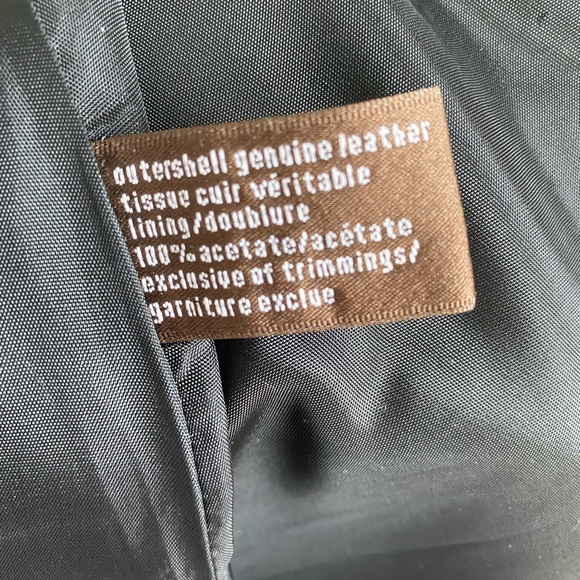 outershell genuine leather
tissue cuir véritable
lining/doublure
100% acetate/acétate
exclusive of trimmings/
garniture exclue